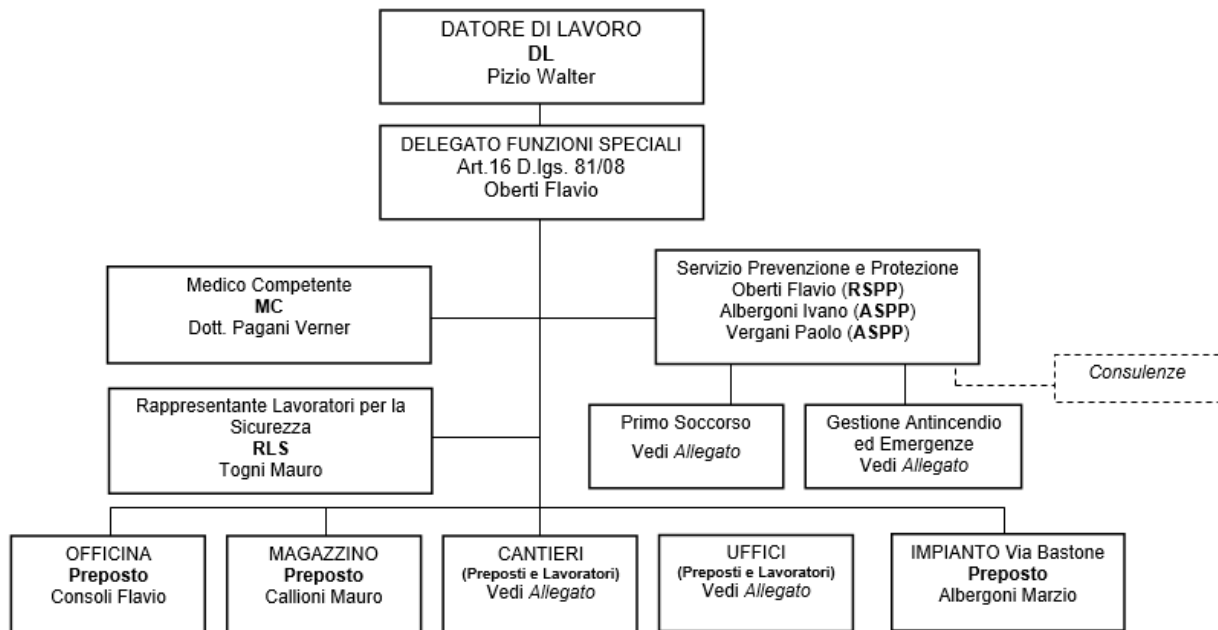 DATORE DI LAVORO
DL
Pizio Walter
DELEGATO FUNZIONI SPECIALI
Art.16 D.lgs. 81/08
Oberti Flavio
Medico Competente
MC
Dott. Pagani Verner
Servizio Prevenzione e Protezione
Oberti Flavio (RSPP)
Albergoni Ivano (ASPP)
Vergani Paolo (ASPP)
Consulenze
Rappresentante Lavoratori per la
Sicurezza
RLS
Togni Mauro
Primo Soccorso
Vedi Allegato
Gestione Antincendio
ed Emergenze
Vedi Allegato
OFFICINA
Preposto
Consoli Flavio
MAGAZZINO
Preposto
Callioni Mauro
CANTIERI
(Preposti e Lavoratori)
Vedi Allegato
UFFICI
(Preposti e Lavoratori)
Vedi Allegato
IMPIANTO Via Bastone
Preposto
Albergoni Marzio